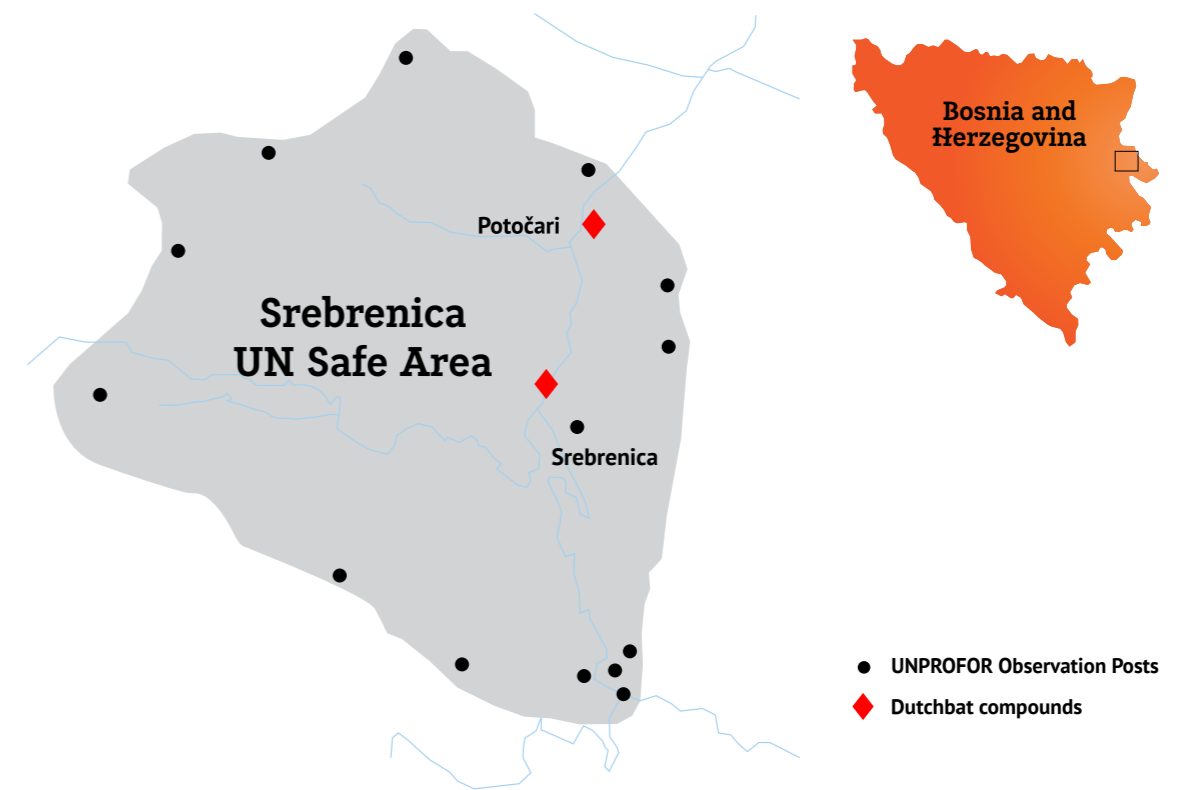 Bosnia and
Herzegovina
Potočari
Srebrenica
UN Safe Area
Srebrenica
UNPROFOR Observation Posts
Dutchbat compounds